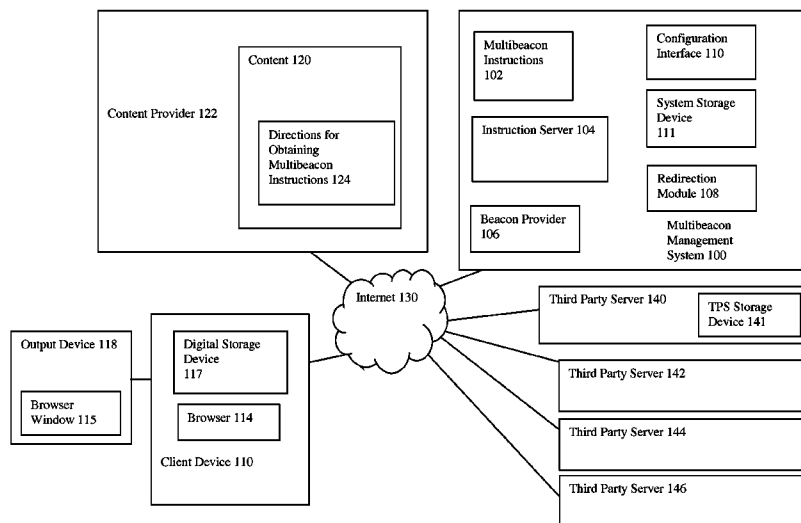 Content Provider 122
Content 120
Directions for
Obtaining
Multibeacon
Instructions 124
Multibeacon
Instructions
102
Configuration
Interface 110
Instruction Server 104
System Storage
Device
111
Redirection
Module 108
Beacon Provider
106
Multibeacon
Management
System 100
Internet 130
Output Device 118
Browser
Window 115
Digital Storage
Device
117
Browser 114
Client Device 110
Third Party Server 140
TPS Storage
Device 141
Third Party Server 142
Third Party Server 144
Third Party Server 146